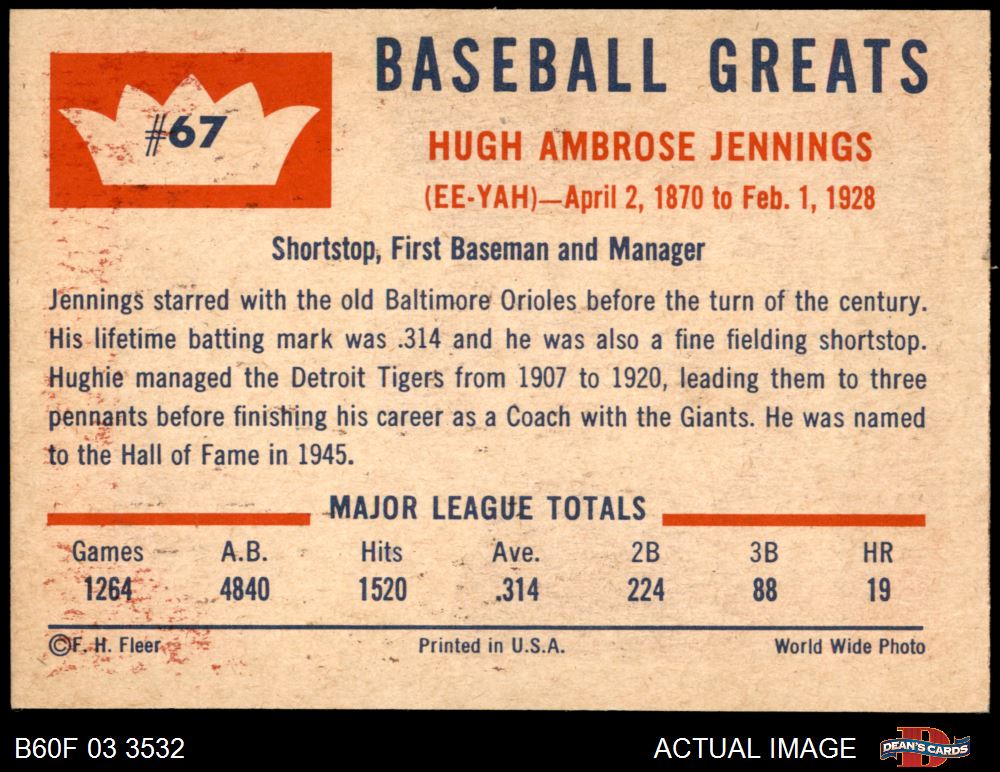 #67
BASEBALL GREATS
HUGH AMBROSE JENNINGS
(EE-YAH)—April 2, 1870 to Feb. 1, 1928
Shortstop, First Baseman and Manager
Jennings starred with the old Baltimore Orioles before the turn of the century.
His lifetime batting mark was .314 and he was also a fine fielding shortstop.
Hughie managed the Detroit Tigers from 1907 to 1920, leading them to three
pennants before finishing his career as a Coach with the Giants. He was named
to the Hall of Fame in 1945.
MAJOR LEAGUE TOTALS
Games A.B. Hits Ave. 2B 3B HR
1264 4840 1520 .314 224 88 19
©F. H. Fleer Printed in U.S.A. World Wide Photo
B60F 03 3532 ACTUAL IMAGE D DEAN'S CARDS